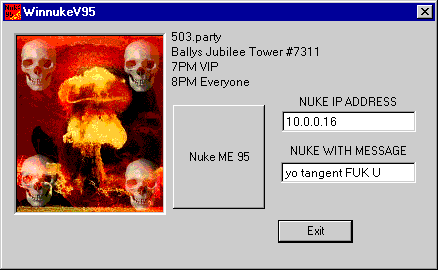 WinnukeV95
503.party
Ballys Jubilee Tower #7311
7PM VIP
8PM Everyone
NUKE IP ADDRESS
10.0.0.16
Nuke ME 95
NUKE WITH MESSAGE
yo tangent FUK U
Exit